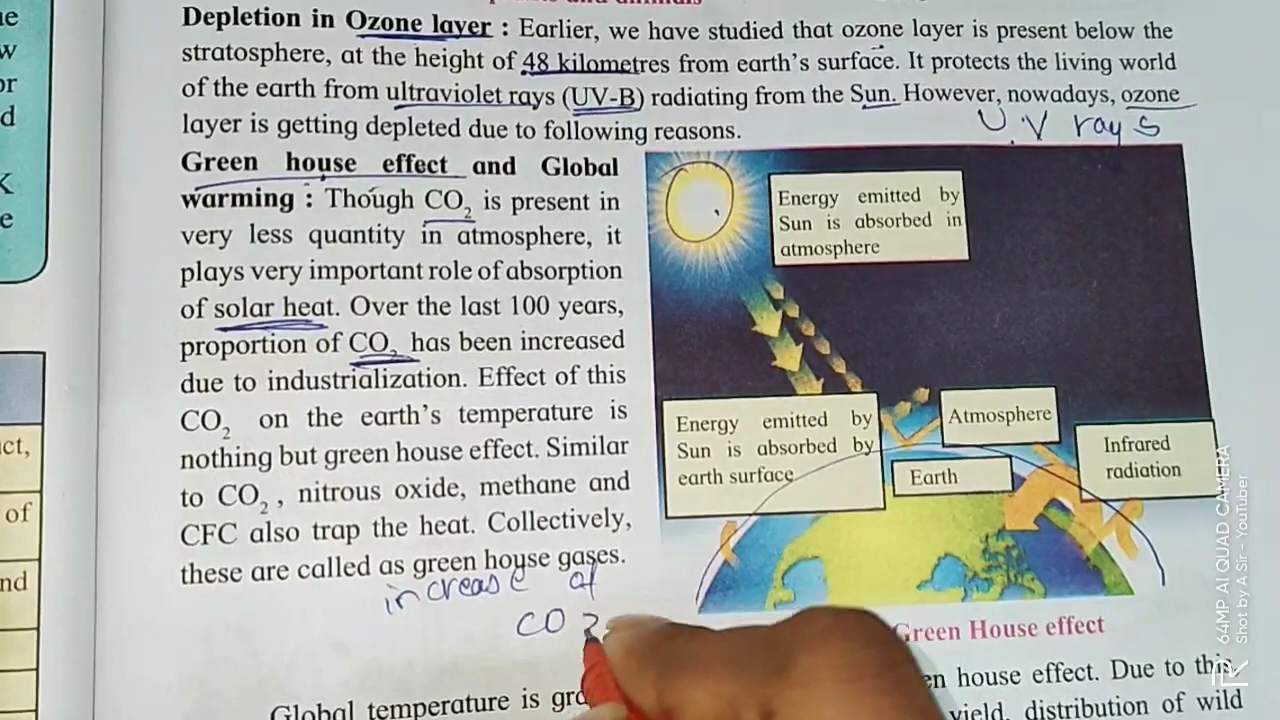 Depletion in Ozone layer : Earlier, we have studied that ozone layer is present below the
stratosphere, at the height of 48 kilometres from earth's surface. It protects the living world
of the earth from ultraviolet rays (UV-B) radiating from the Sun. However, nowadays, ozone
layer is getting depleted due to following reasons.
U.V rays
Green house effect and Global
warming : Though CO₂ is present in
very less quantity in atmosphere, it
plays very important role of absorption
of solar heat. Over the last 100 years,
proportion of CO₂ has been increased
due to industrialization. Effect of this
CO₂ on the earth's temperature is
nothing but green house effect. Similar
to CO₂, nitrous oxide, methane and
CFC also trap the heat. Collectively,
these are called as green house gases.
increase of
CO2
Energy emitted by
Sun is absorbed in
atmosphere
Energy emitted by
Sun is absorbed by
earth surface
Atmosphere
Earth
Infrared
radiation
Green House effect
Global temperature is
house effect. Due to this,
yield, distribution of wild
ct,
of
nd
64MP AI QUAD CAMERA
Shot by A Sir - YouTuber